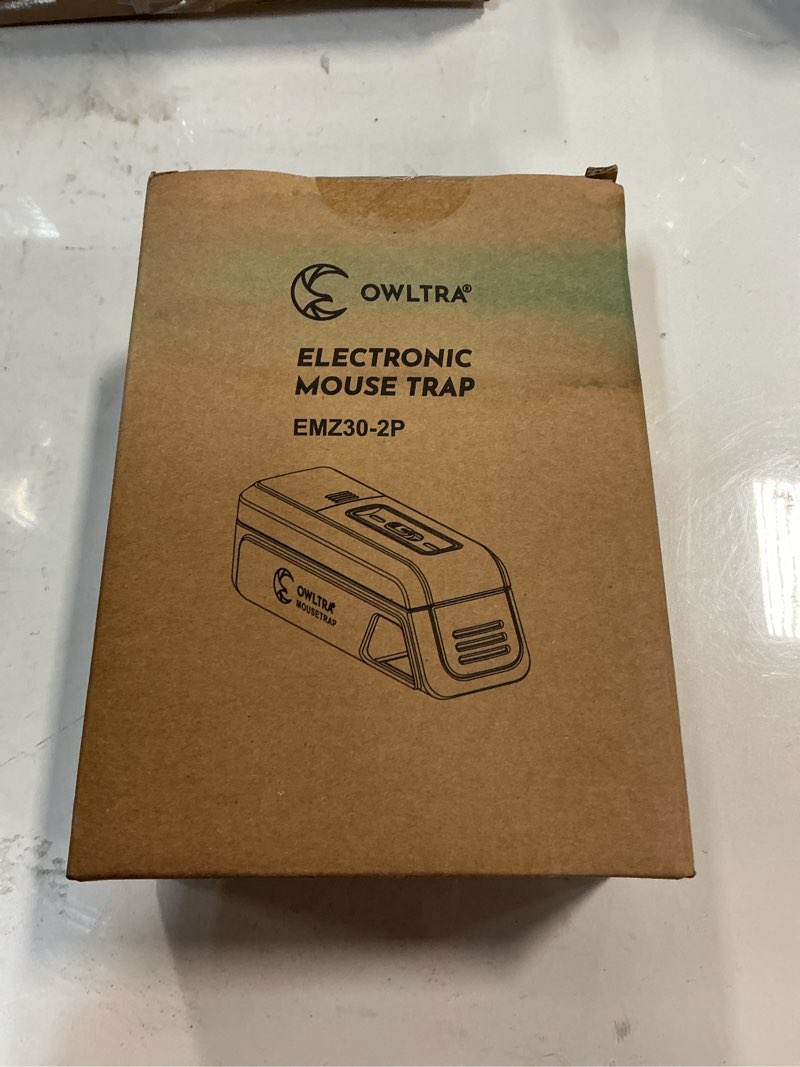 OWLTRA®
ELECTRONIC
MOUSE TRAP
EMZ30-2P
OWLTRA®
MOUSETRAP